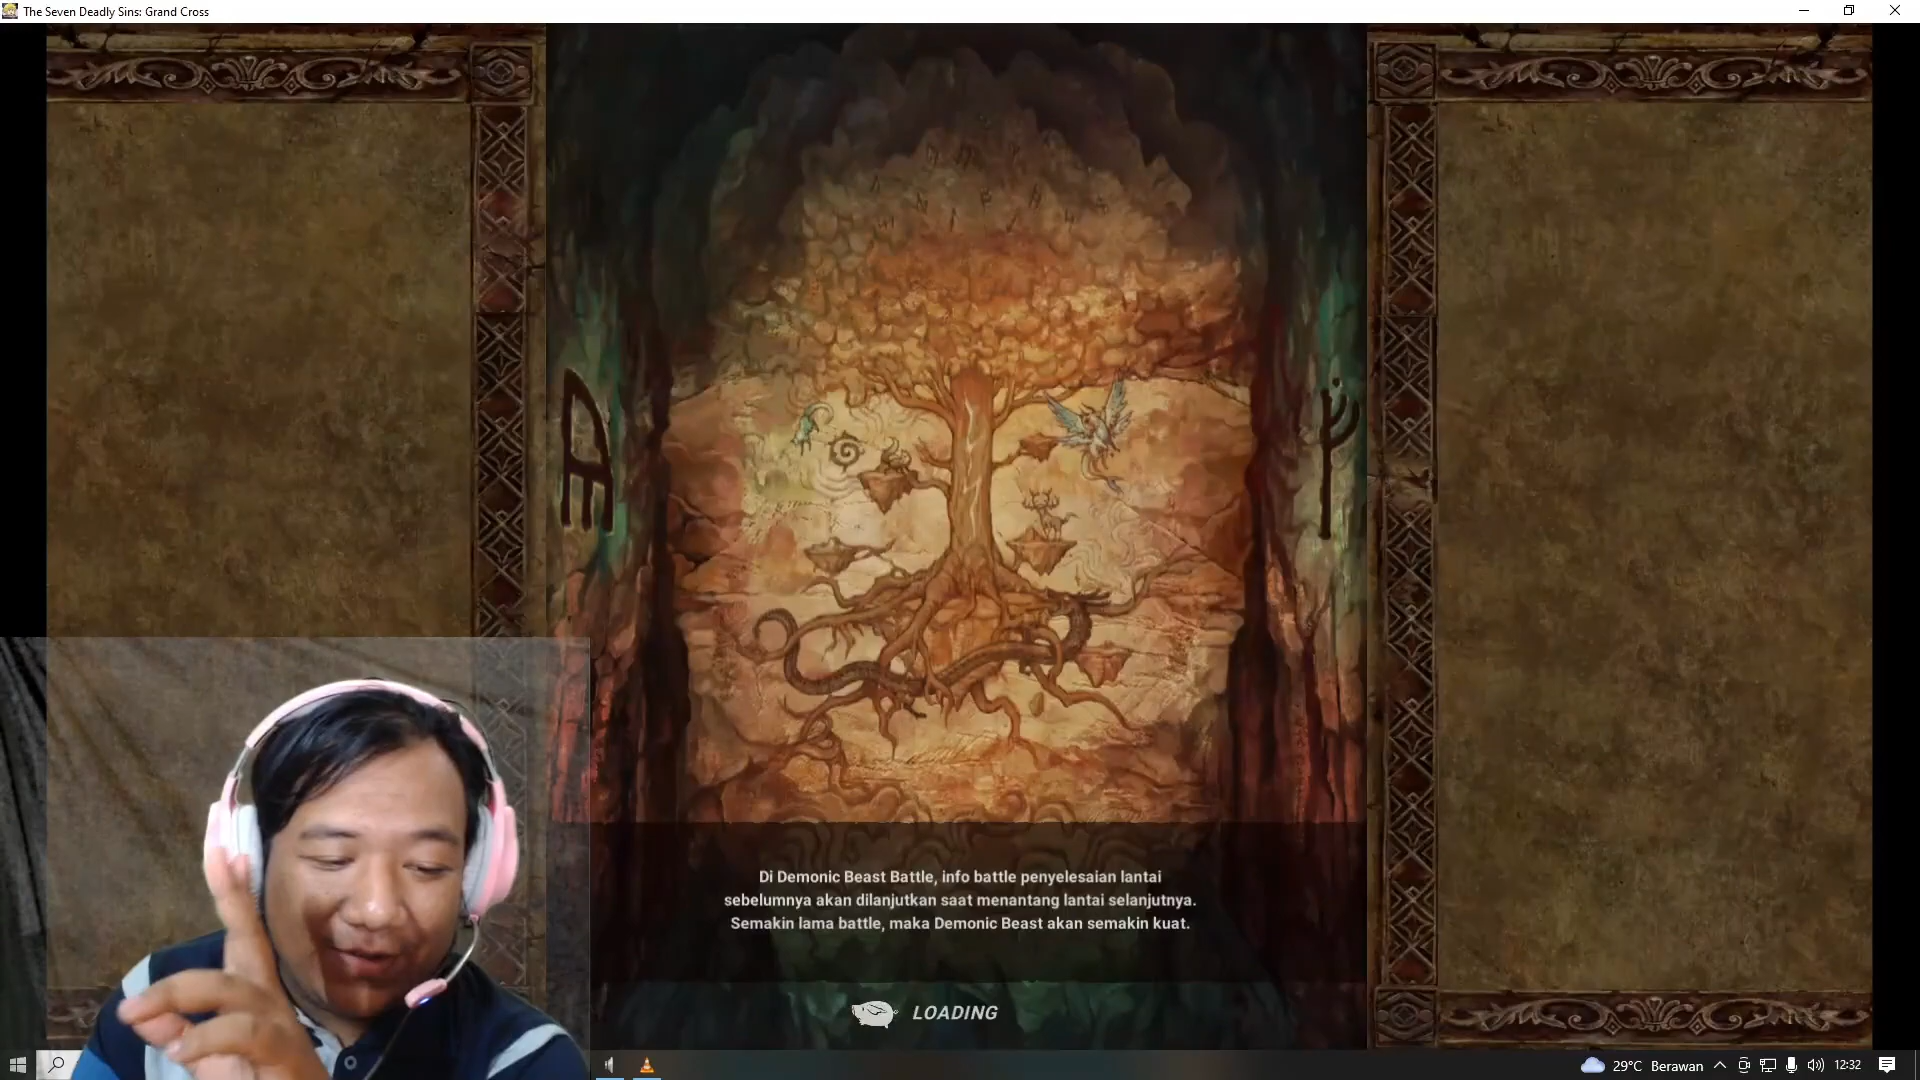 The Seven Deadly Sins: Grand Cross
Di Demonic Beast Battle, info battle penyelesaian lantai
sebelumnya akan dilanjutkan saat menantang lantai selanjutnya.
Semakin lama battle, maka Demonic Beast akan semakin kuat.
LOADING
29°C Berawan 12:32